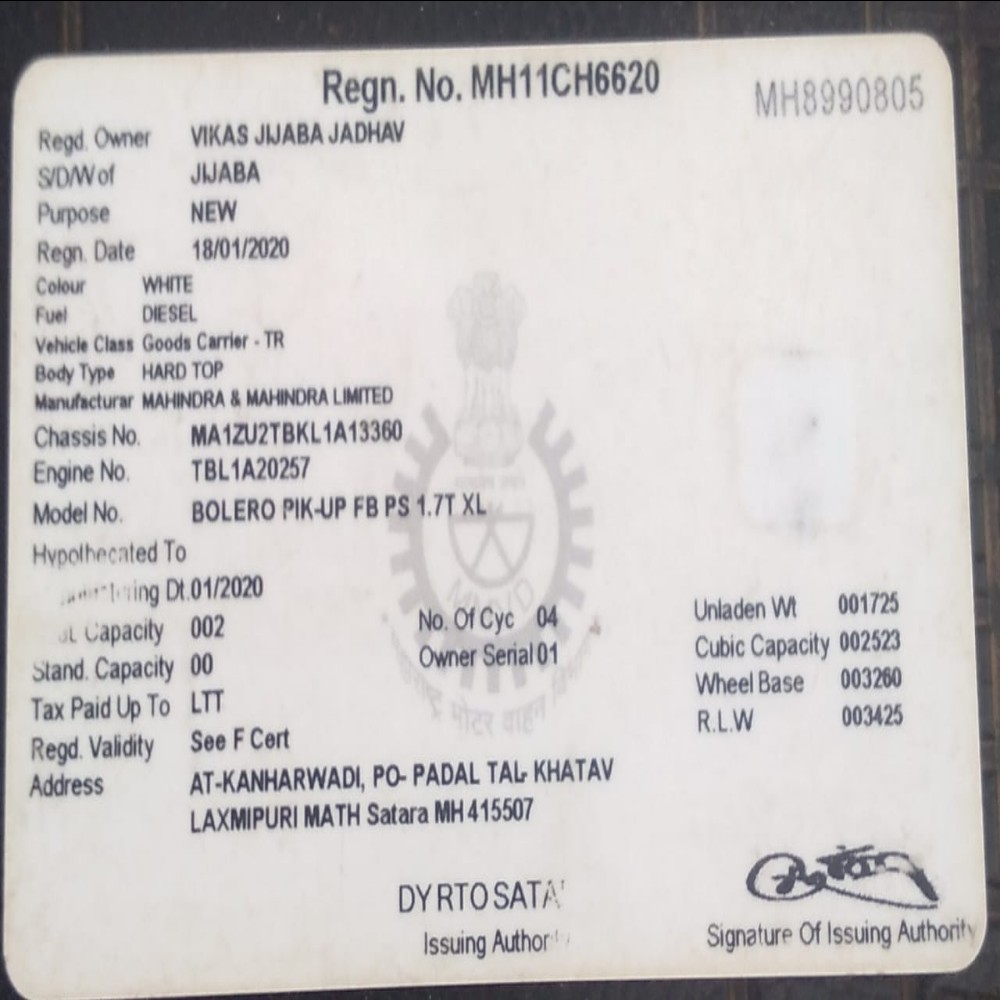 Regn. No. MH11CH6620
MH8990805
Regd. Owner VIKAS JIJABA JADHAV
S/D/W of JIJABA
Purpose NEW
Regn. Date 18/01/2020
Colour WHITE
Fuel DIESEL
Vehicle Class Goods Carrier - TR
Body Type HARD TOP
Manufacturar MAHINDRA & MAHINDRA LIMITED
Chassis No. MA1ZU2TBKL1A13360
Engine No. TBL1A20257
Model No. BOLERO PIK-UP FB PS 1.7T XL
Hypothecated To
Dt.01/2020
Capacity 002 No. Of Cyc 04 Unladen Wt 001725
Stand. Capacity 00 Owner Serial 01 Cubic Capacity 002523
Tax Paid Up To LTT Wheel Base 003260
Regd. Validity See F Cert R.L.W 003425
Address AT-KANHARWADI, PO- PADAL TAL- KHATAV
LAXMIPURI MATH Satara MH 415507
DY RTO
Issuing
Signature Of Issuing Authority